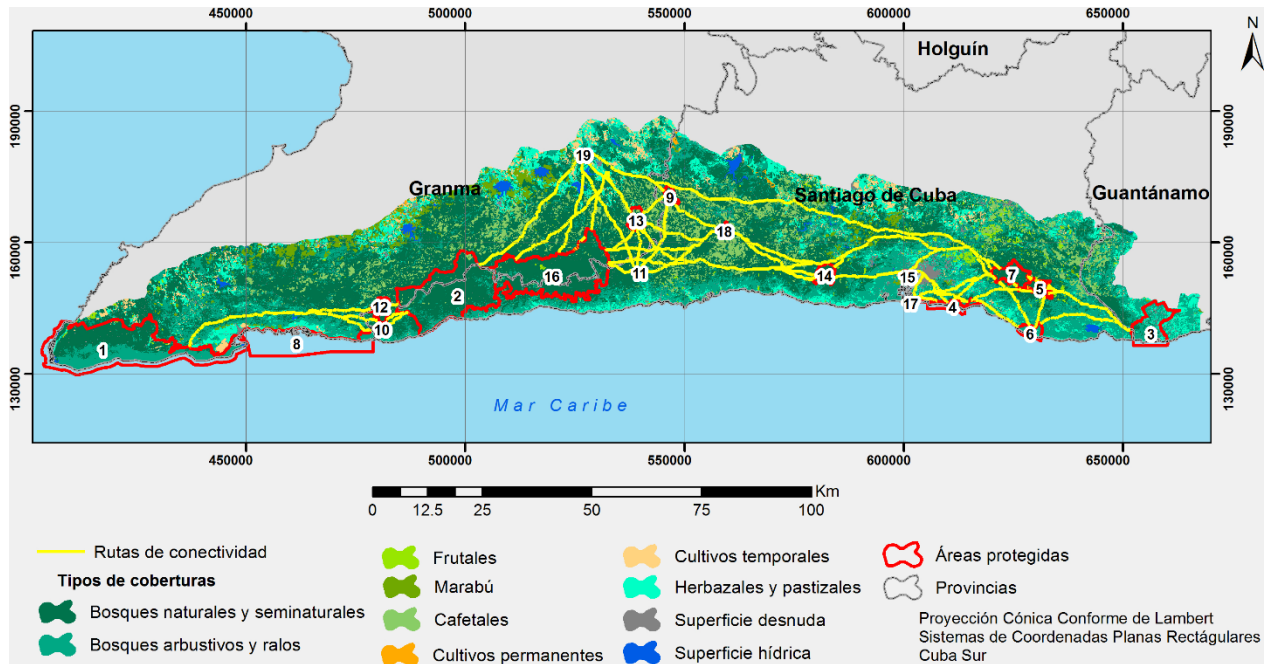 450000 500000 550000 600000 650000
N
Holguín
190000 190000
19
Granma
9
Santiago de Cuba
Guantánamo
13
18
160000 160000
16 11 14 15 7
2 5
12 17 4
10 6 3
1 8
130000 130000
Mar Caribe
450000 500000 550000 600000 650000
Km
0 12.5 25 50 75 100
Rutas de conectividad
Tipos de coberturas
Bosques naturales y seminaturales
Bosques arbustivos y ralos
Frutales
Marabú
Cafetales
Cultivos permanentes
Cultivos temporales
Herbazales y pastizales
Superficie desnuda
Superficie hídrica
Áreas protegidas
Provincias
Proyección Cónica Conforme de Lambert
Sistemas de Coordenadas Planas Rectágulares
Cuba Sur